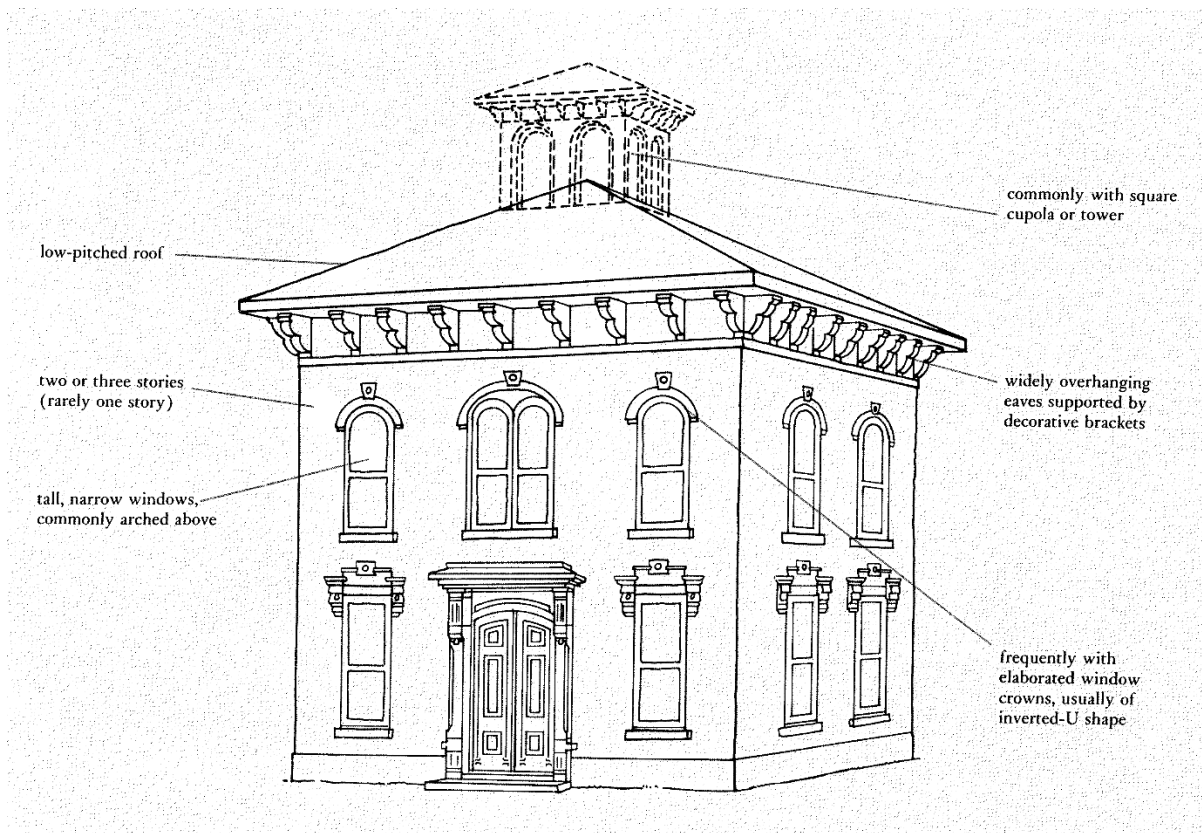 commonly with square
cupola or tower
low-pitched roof
two or three stories
(rarely one story)
widely overhanging
eaves supported by
decorative brackets
tall, narrow windows,
commonly arched above
frequently with
elaborated window
crowns, usually of
inverted-U shape